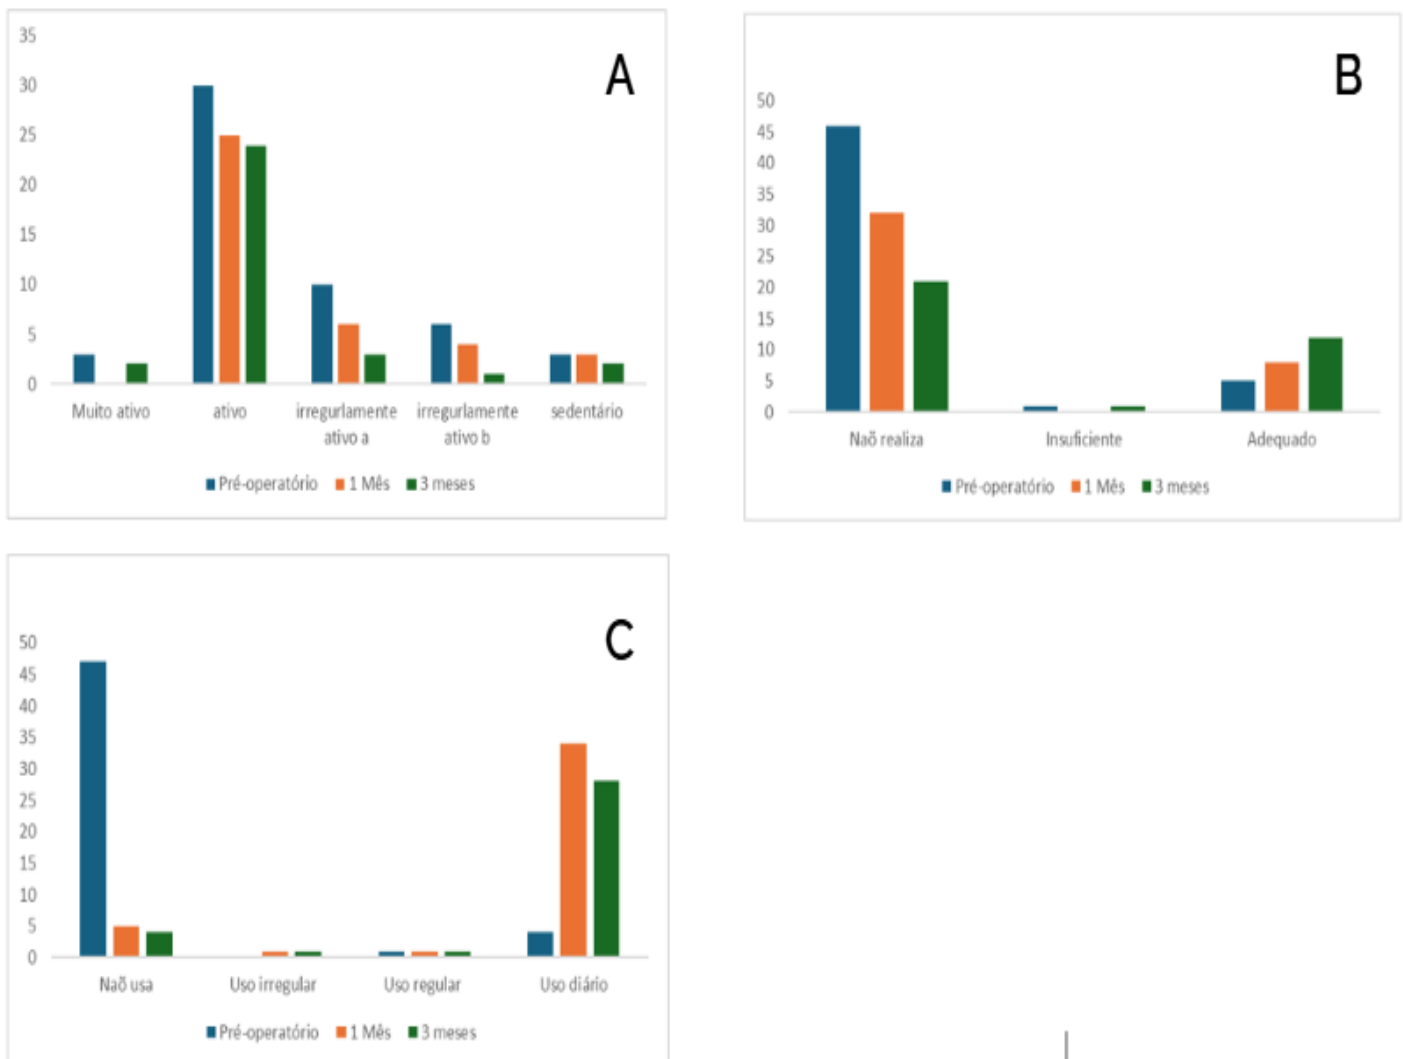 A
35
30
25
20
15
10
5
0
Muito ativo
ativo
irregurlamente
ativo a
irregurlamente
ativo b
sedentário
Pré-operatório 1 Mês 3 meses
B
50
45
40
35
30
25
20
15
10
5
0
Naõ realiza
Insuficiente
Adequado
Pré-operatório 1 Mês 3 meses
C
50
45
40
35
30
25
20
15
10
5
0
Naõ usa
Uso irregular
Uso regular
Uso diário
Pré-operatório 1 Mês 3 meses